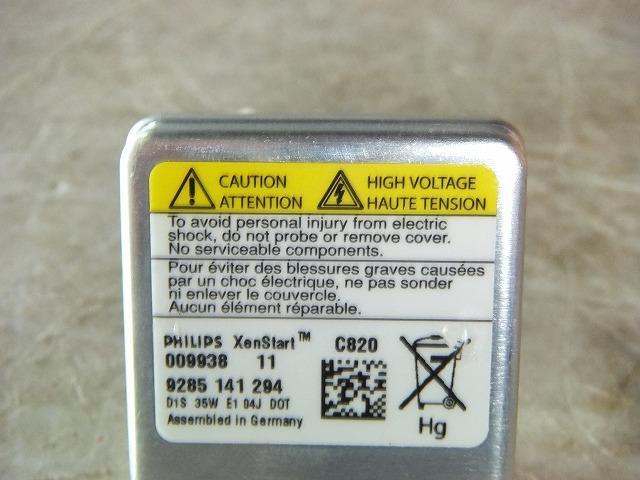 CAUTION
ATTENTION
HIGH VOLTAGE
HAUTE TENSION
To avoid personal injury from electric
shock, do not probe or remove cover.
No serviceable components.
Pour éviter des blessures graves causées
par un choc électrique, ne pas sonder
ni enlever le couvercle.
Aucun élément réparable.
PHILIPS XenStart™ C820
009938 11
9285 141 294
D1S 35W E1 04J DOT
Assembled in Germany
Hg